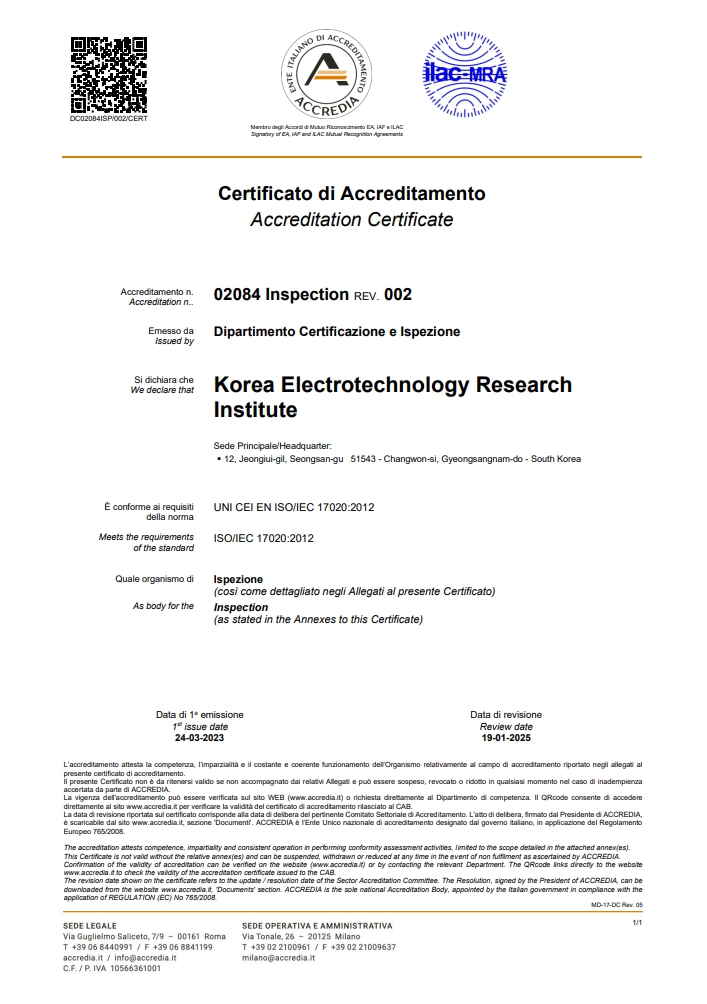 ENTE ITALIANO DI ACCREDITAMENTO
ACCREDIA
ilac-MRA
DC02084ISP/002/CERT
Membro degli Accordi di Mutuo Riconoscimento EA, IAF e ILAC
Signatory of EA, IAF and ILAC Mutual Recognition Agreements
Certificato di Accreditamento
Accreditation Certificate
Accreditamento n.
Accreditation n..
02084 Inspection REV. 002
Emesso da
Issued by
Dipartimento Certificazione e Ispezione
Si dichiara che
We declare that
Korea Electrotechnology Research
Institute
Sede Principale/Headquarter:
▪ 12, Jeongiui-gil, Seongsan-gu 51543 - Changwon-si, Gyeongsangnam-do - South Korea
È conforme ai requisiti
della norma
UNI CEI EN ISO/IEC 17020:2012
Meets the requirements
of the standard
ISO/IEC 17020:2012
Quale organismo di
Ispezione
(così come dettagliato negli Allegati al presente Certificato)
As body for the
Inspection
(as stated in the Annexes to this Certificate)
Data di 1ª emissione
1st issue date
24-03-2023
Data di revisione
Review date
19-01-2025
L'accreditamento attesta la competenza, l'imparzialità e il costante e coerente funzionamento dell'Organismo relativamente al campo di accreditamento riportato negli allegati al
presente certificato di accreditamento.
Il presente Certificato non è da ritenersi valido se non accompagnato dai relativi Allegati e può essere sospeso, revocato o ridotto in qualsiasi momento nel caso di inadempienza
accertata da parte di ACCREDIA.
La vigenza dell'accreditamento può essere verificata sul sito WEB (www.accredia.it) o richiesta direttamente al Dipartimento di competenza. Il QRcode consente di accedere
direttamente al sito www.accredia.it per verificare la validità del certificato di accreditamento rilasciato al CAB.
La data di revisione riportata sul certificato corrisponde alla data di delibera del pertinente Comitato Settoriale di Accreditamento. L'atto di delibera, firmato dal Presidente di ACCREDIA,
è scaricabile dal sito www.accredia.it, sezione 'Documenti'. ACCREDIA è l'Ente Unico nazionale di accreditamento designato dal governo italiano, in applicazione del Regolamento
Europeo 765/2008.
The accreditation attests competence, impartiality and consistent operation in performing conformity assessment activities, limited to the scope detailed in the attached annex(es).
This Certificate is not valid without the relative annex(es) and can be suspended, withdrawn or reduced at any time in the event of non fulfilment as ascertained by ACCREDIA.
Confirmation of the validity of accreditation can be verified on the website (www.accredia.it) or by contacting the relevant Department. The QRcode links directly to the website
www.accredia.it to check the validity of the accreditation certificate issued to the CAB.
The revision date shown on the certificate refers to the update / resolution date of the Sector Accreditation Committee. The Resolution, signed by the President of ACCREDIA, can be
downloaded from the website www.accredia.it, 'Documents' section. ACCREDIA is the sole national Accreditation Body, appointed by the Italian government in compliance with the
application of REGULATION (EC) No 765/2008.
MD-17-DC Rev. 05
1/1
SEDE LEGALE
Via Guglielmo Saliceto, 7/9 – 00161 Roma
T +39 06 8440991 / F +39 06 8841199
accredia.it / info@accredia.it
C.F. / P.IVA 10566361001
SEDE OPERATIVA E AMMINISTRATIVA
Via Tonale, 26 – 20125 Milano
T +39 02 2100961 / F +39 02 21009637
milano@accredia.it